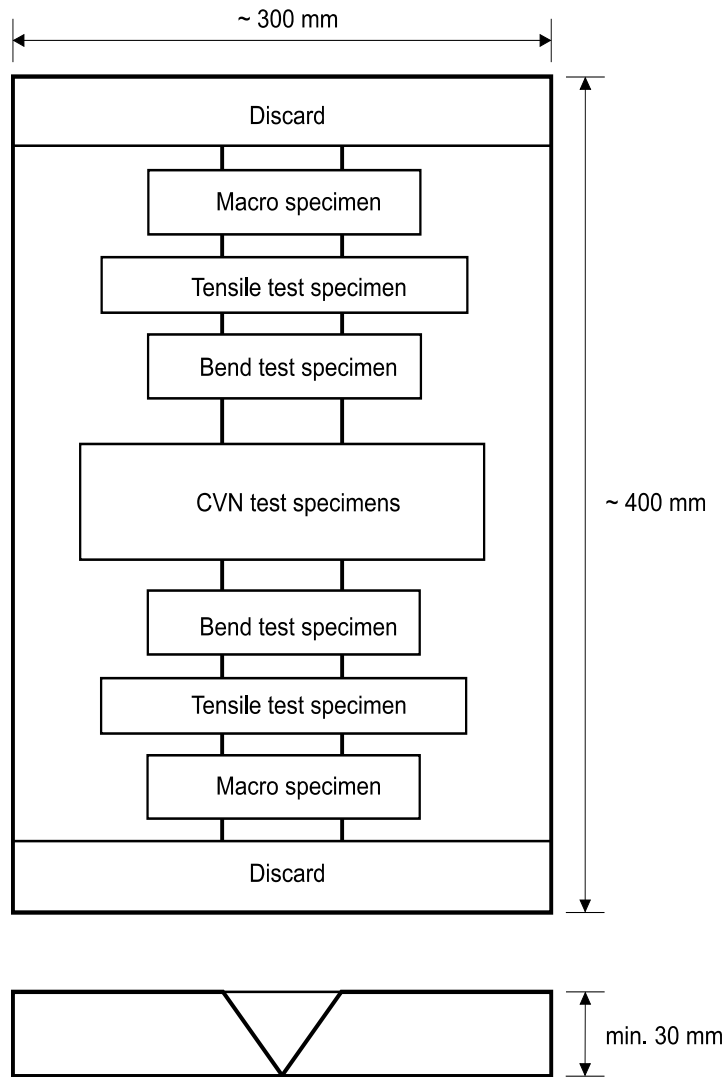 ~ 300 mm
Discard
Macro specimen
Tensile test specimen
Bend test specimen
CVN test specimens
~ 400 mm
Bend test specimen
Tensile test specimen
Macro specimen
Discard
min. 30 mm